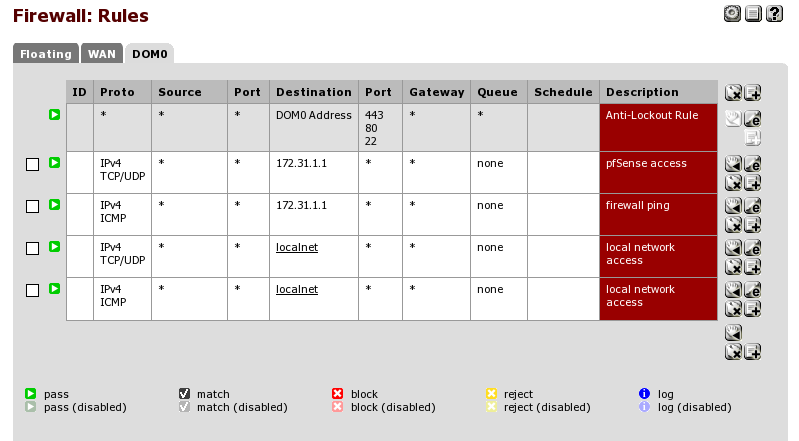 Firewall: Rules
Floating WAN DOM0
ID Proto Source Port Destination Port Gateway Queue Schedule Description
* * * DOM0 Address 443 * * Anti-Lockout Rule
80
22
IPv4 * * 172.31.1.1 * * none pfSense access
TCP/UDP
IPv4 * * 172.31.1.1 * * none firewall ping
ICMP
IPv4 * * localnet * * none local network
TCP/UDP access
IPv4 * * localnet * * none local network
ICMP access
pass match block reject log
pass (disabled) match (disabled) block (disabled) reject (disabled) log (disabled)